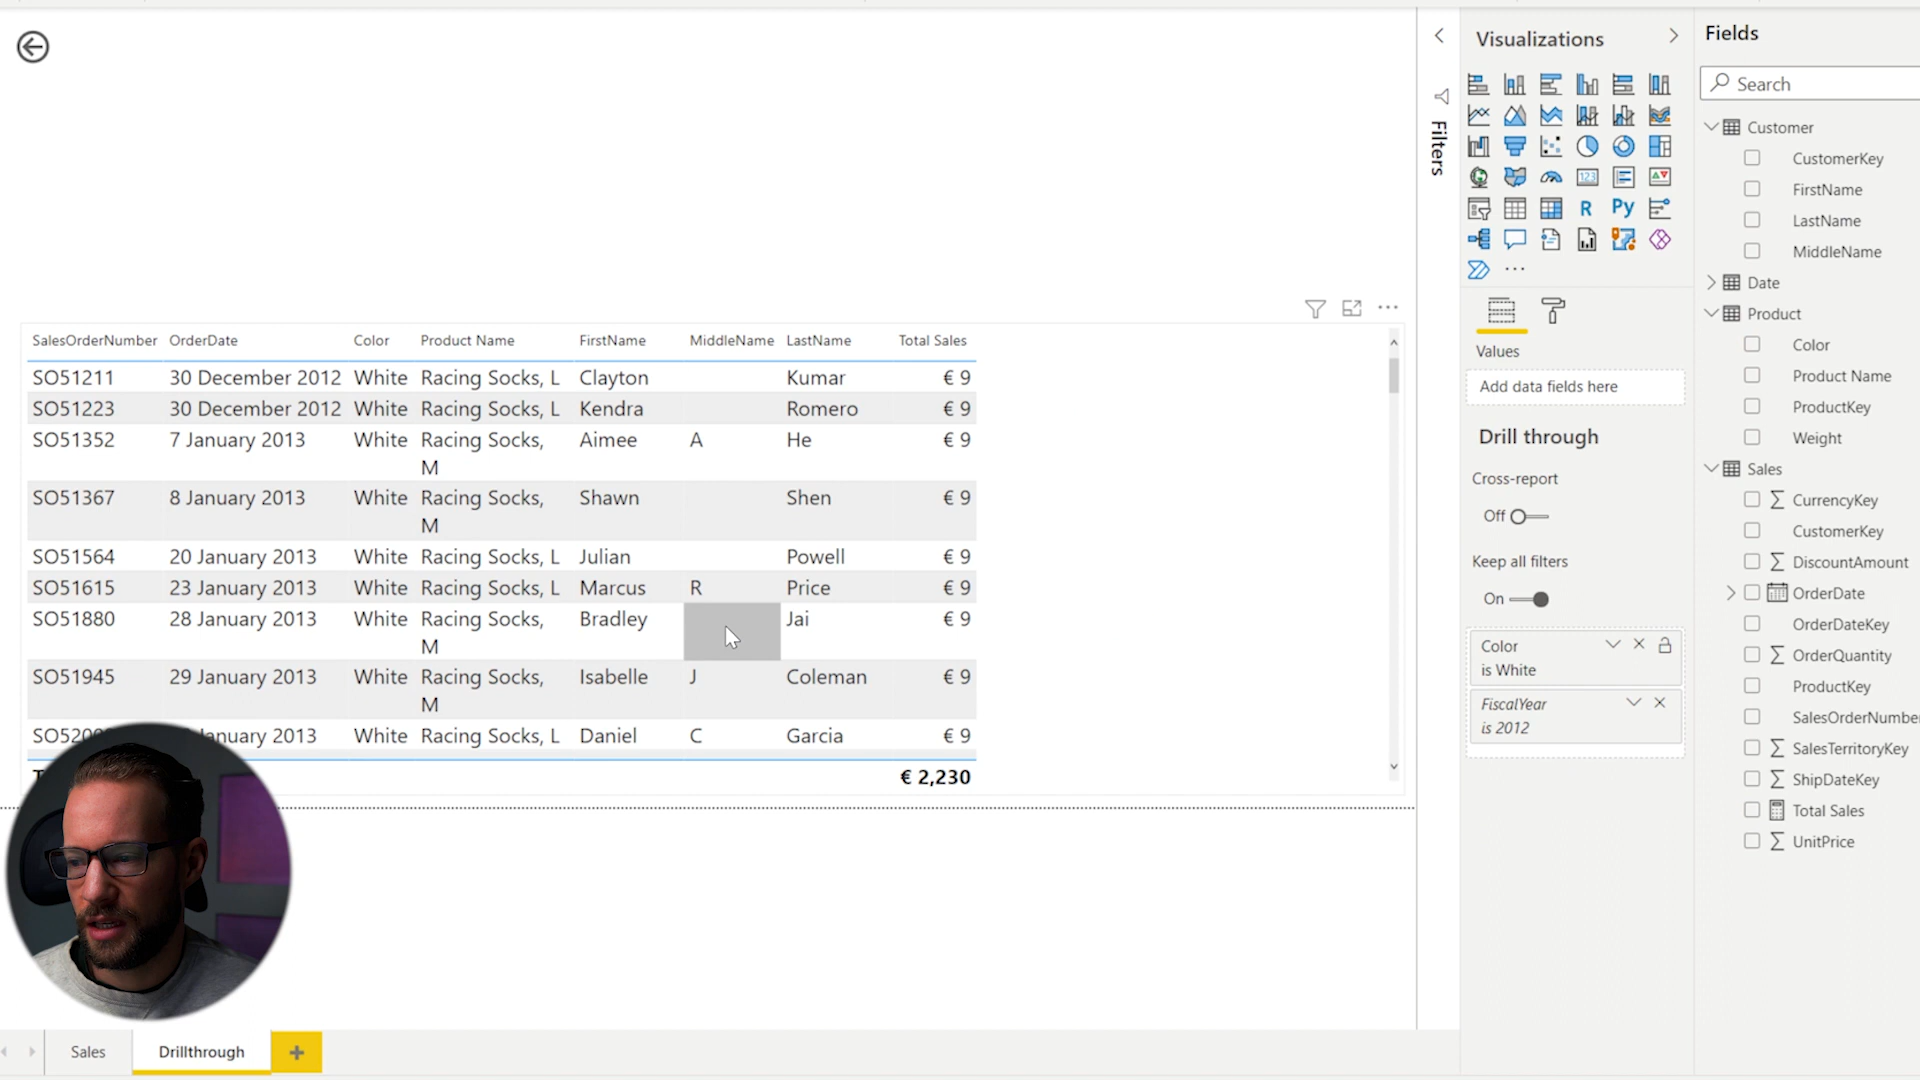 Visualizations
Fields
Search
Filters
Customer
CustomerKey
FirstName
LastName
MiddleName
Date
Product
Color
Product Name
ProductKey
Weight
Sales
CurrencyKey
CustomerKey
DiscountAmount
OrderDate
OrderDateKey
OrderQuantity
ProductKey
SalesOrderNumber
SalesTerritoryKey
ShipDateKey
Total Sales
UnitPrice
123
R Py
Values
Add data fields here
Drill through
Cross-report
Off
Keep all filters
On
Color
is White
FiscalYear
is 2012
SalesOrderNumber OrderDate Color Product Name FirstName MiddleName LastName Total Sales
SO51211 30 December 2012 White Racing Socks, L Clayton Kumar € 9
SO51223 30 December 2012 White Racing Socks, L Kendra Romero € 9
SO51352 7 January 2013 White Racing Socks, M Aimee A He € 9
SO51367 8 January 2013 White Racing Socks, M Shawn Shen € 9
SO51564 20 January 2013 White Racing Socks, L Julian Powell € 9
SO51615 23 January 2013 White Racing Socks, L Marcus R Price € 9
SO51880 28 January 2013 White Racing Socks, M Bradley Jai € 9
SO51945 29 January 2013 White Racing Socks, M Isabelle J Coleman € 9
January 2013 White Racing Socks, L Daniel C Garcia € 9
€ 2,230
Sales
Drillthrough